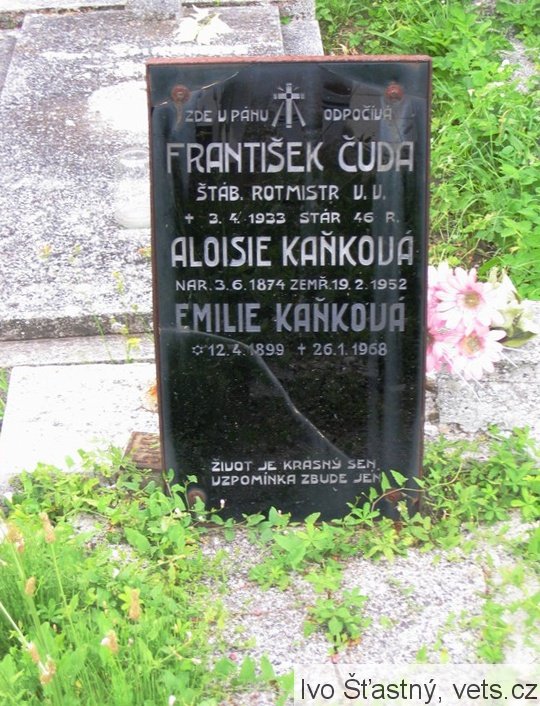 ZDE V PÁNU ODPOČÍVÁ
FRANTIŠEK ČUDA
ŠTÁB. ROTMISTR V. V.
+ 3. 4. 1933 STÁR 46 R.
ALOISIE KAŇKOVÁ
NAR. 3. 6. 1874 ZEMŘ. 19. 2. 1952
EMILIE KAŇKOVÁ
✡ 12. 4. 1899 + 26. 1. 1968
ŽIVOT JE KRÁSNÝ SEN
VZPOMÍNKA ZBUDE JEN
Ivo Šťastný, vets.cz